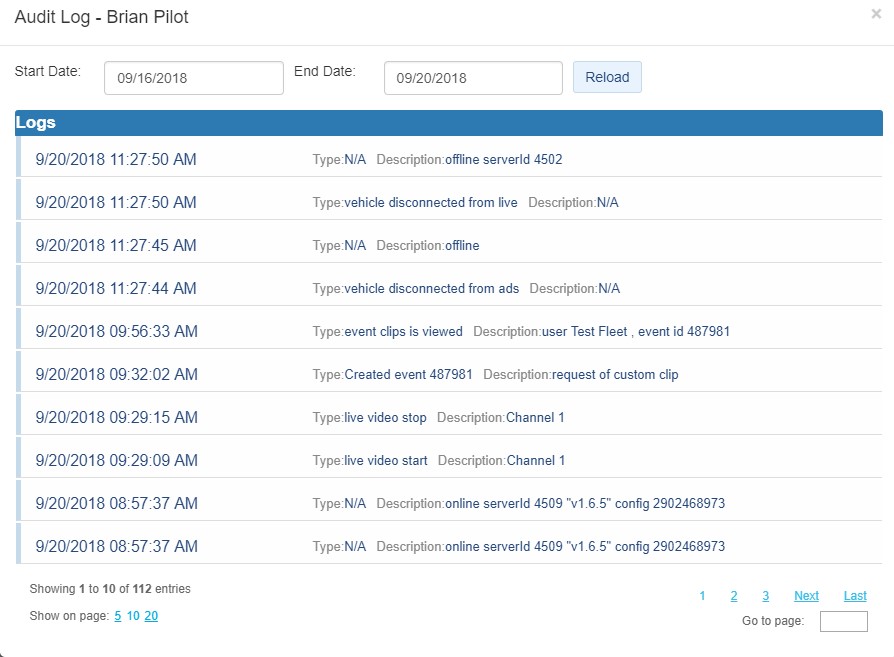 Audit Log - Brian Pilot ×
Start Date: 09/16/2018 End Date: 09/20/2018 Reload
Logs
9/20/2018 11:27:50 AM Type:N/A Description:offline serverId 4502
9/20/2018 11:27:50 AM Type:vehicle disconnected from live Description:N/A
9/20/2018 11:27:45 AM Type:N/A Description:offline
9/20/2018 11:27:44 AM Type:vehicle disconnected from ads Description:N/A
9/20/2018 09:56:33 AM Type:event clips is viewed Description:user Test Fleet , event id 487981
9/20/2018 09:32:02 AM Type:Created event 487981 Description:request of custom clip
9/20/2018 09:29:15 AM Type:live video stop Description:Channel 1
9/20/2018 09:29:09 AM Type:live video start Description:Channel 1
9/20/2018 08:57:37 AM Type:N/A Description:online serverId 4509 "v1.6.5" config 2902468973
9/20/2018 08:57:37 AM Type:N/A Description:online serverId 4509 "v1.6.5" config 2902468973
Showing 1 to 10 of 112 entries
1 2 3 Next Last
Show on page: 5 10 20
Go to page: